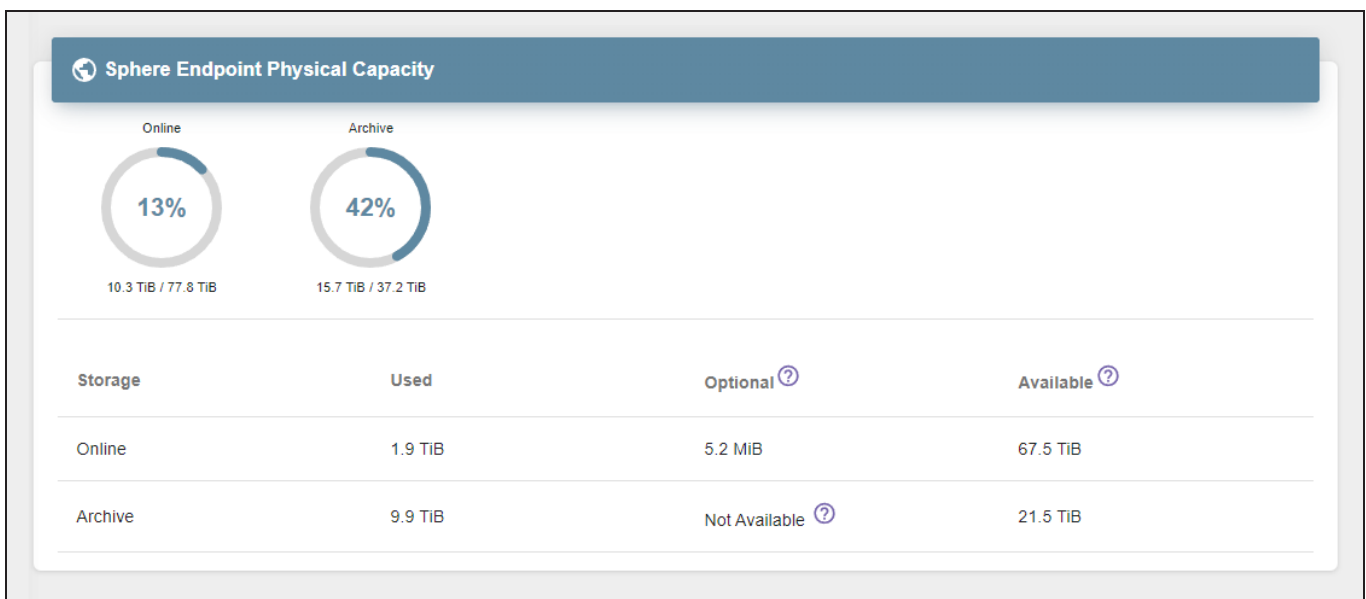 Sphere Endpoint Physical Capacity
Online Archive
13% 42%
10.3 TiB / 77.8 TiB 15.7 TiB / 37.2 TiB
Storage Used Optional Available
Online 1.9 TiB 5.2 MiB 67.5 TiB
Archive 9.9 TiB Not Available 21.5 TiB